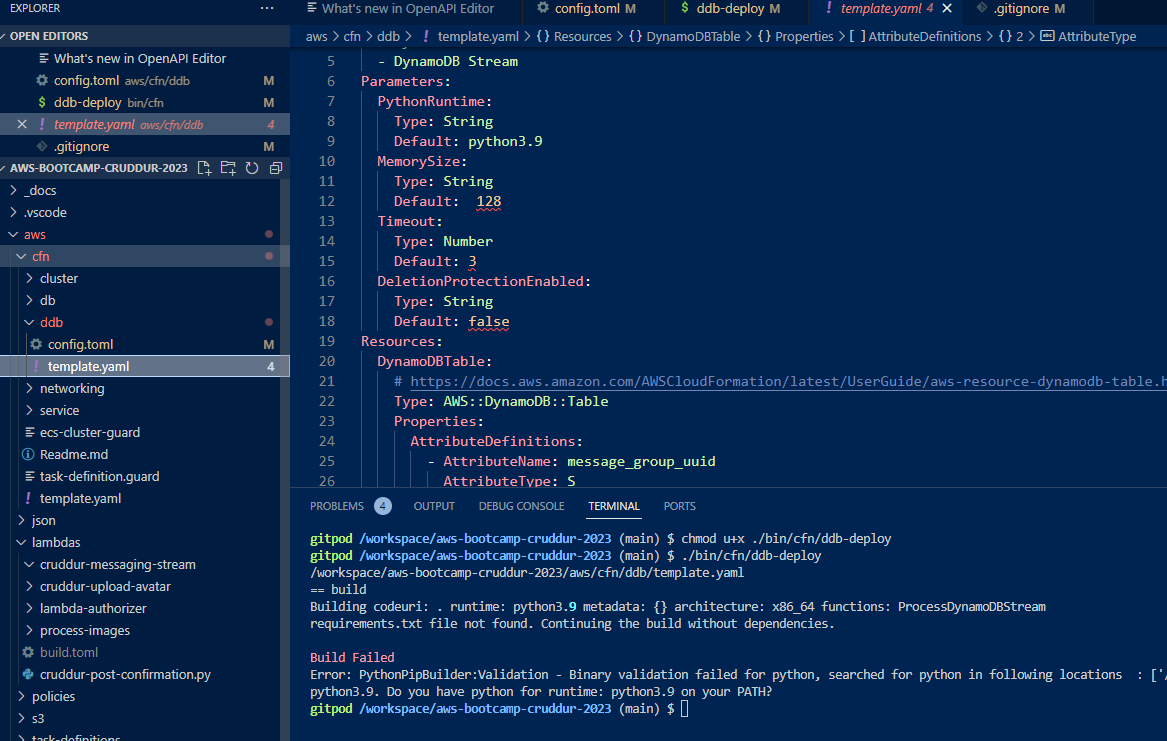 EXPLORER
What's new in OpenAPI Editor
config.toml M
ddb-deploy M
template.yaml 4
.gitignore M
OPEN EDITORS
What's new in OpenAPI Editor
config.toml aws/cfn/ddb M
ddb-deploy bin/cfn M
template.yaml aws/cfn/ddb 4
.gitignore M
AWS-BOOTCAMP-CRUDDUR-2023
_docs
.vscode
aws
cfn
cluster
db
ddb
config.toml M
template.yaml 4
networking
service
ecs-cluster-guard
Readme.md
task-definition.guard
template.yaml
json
lambdas
cruddur-messaging-stream
cruddur-upload-avatar
lambda-authorizer
process-images
build.toml
cruddur-post-confirmation.py
policies
s3
task-definitions
aws > cfn > ddb > ! template.yaml > {} Resources > {} DynamoDBTable > {} Properties > [ ] AttributeDefinitions > {} 2 > AttributeType
5 - DynamoDB Stream
6 Parameters:
7 PythonRuntime:
8 Type: String
9 Default: python3.9
10 MemorySize:
11 Type: String
12 Default:  128
13 Timeout:
14 Type: Number
15 Default: 3
16 DeletionProtectionEnabled:
17 Type: String
18 Default: false
19 Resources:
20 DynamoDBTable:
21 # https://docs.aws.amazon.com/AWSCloudFormation/latest/UserGuide/aws-resource-dynamodb-table.h
22 Type: AWS::DynamoDB::Table
23 Properties:
24 AttributeDefinitions:
25 - AttributeName: message_group_uuid
26 AttributeType: S
PROBLEMS 4 OUTPUT DEBUG CONSOLE TERMINAL PORTS
gitpod /workspace/aws-bootcamp-cruddur-2023 (main) $ chmod u+x ./bin/cfn/ddb-deploy
gitpod /workspace/aws-bootcamp-cruddur-2023 (main) $ ./bin/cfn/ddb-deploy
/workspace/aws-bootcamp-cruddur-2023/aws/cfn/ddb/template.yaml
== build
Building codeuri: . runtime: python3.9 metadata: {} architecture: x86_64 functions: ProcessDynamoDBStream
requirements.txt file not found. Continuing the build without dependencies.
Build Failed
Error: PythonPipBuilder:Validation - Binary validation failed for python, searched for python in following locations  : ['/
python3.9. Do you have python for runtime: python3.9 on your PATH?
gitpod /workspace/aws-bootcamp-cruddur-2023 (main) $